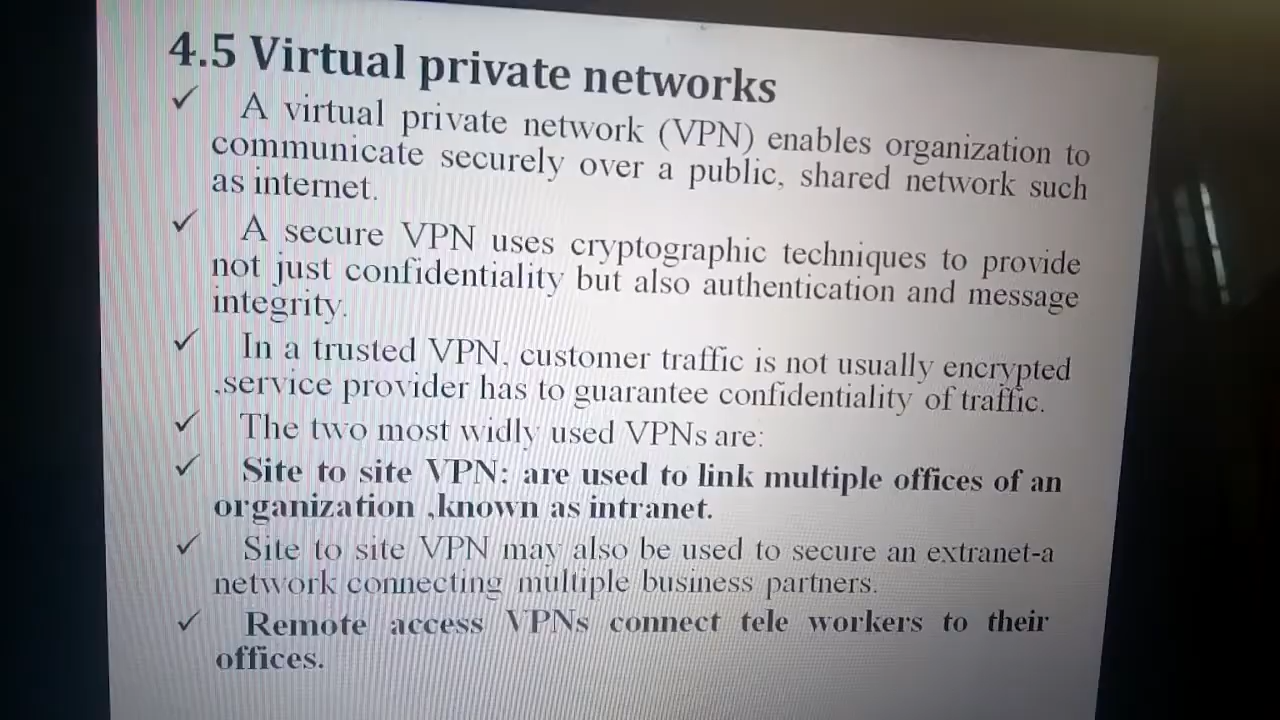 4.5 Virtual private networks
✓ A virtual private network (VPN) enables organization to
communicate securely over a public, shared network such
as internet.
✓ A secure VPN uses cryptographic techniques to provide
not just confidentiality but also authentication and message
integrity.
✓ In a trusted VPN, customer traffic is not usually encrypted
,service provider has to guarantee confidentiality of traffic.
✓ The two most widly used VPNs are:
✓ Site to site VPN: are used to link multiple offices of an
organization ,known as intranet.
✓ Site to site VPN may also be used to secure an extranet-a
network connecting multiple business partners.
✓ Remote access VPNs connect tele workers to their
offices.